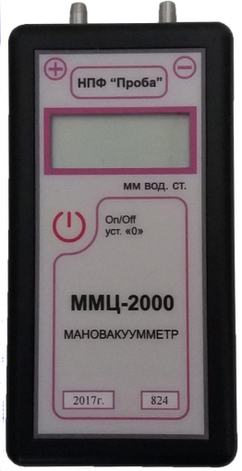 НПФ “Проба”
мм вод. ст.
On/Off
уст. «0»
ММЦ-2000
МАНОВАКУУММЕТР
2017г. 824